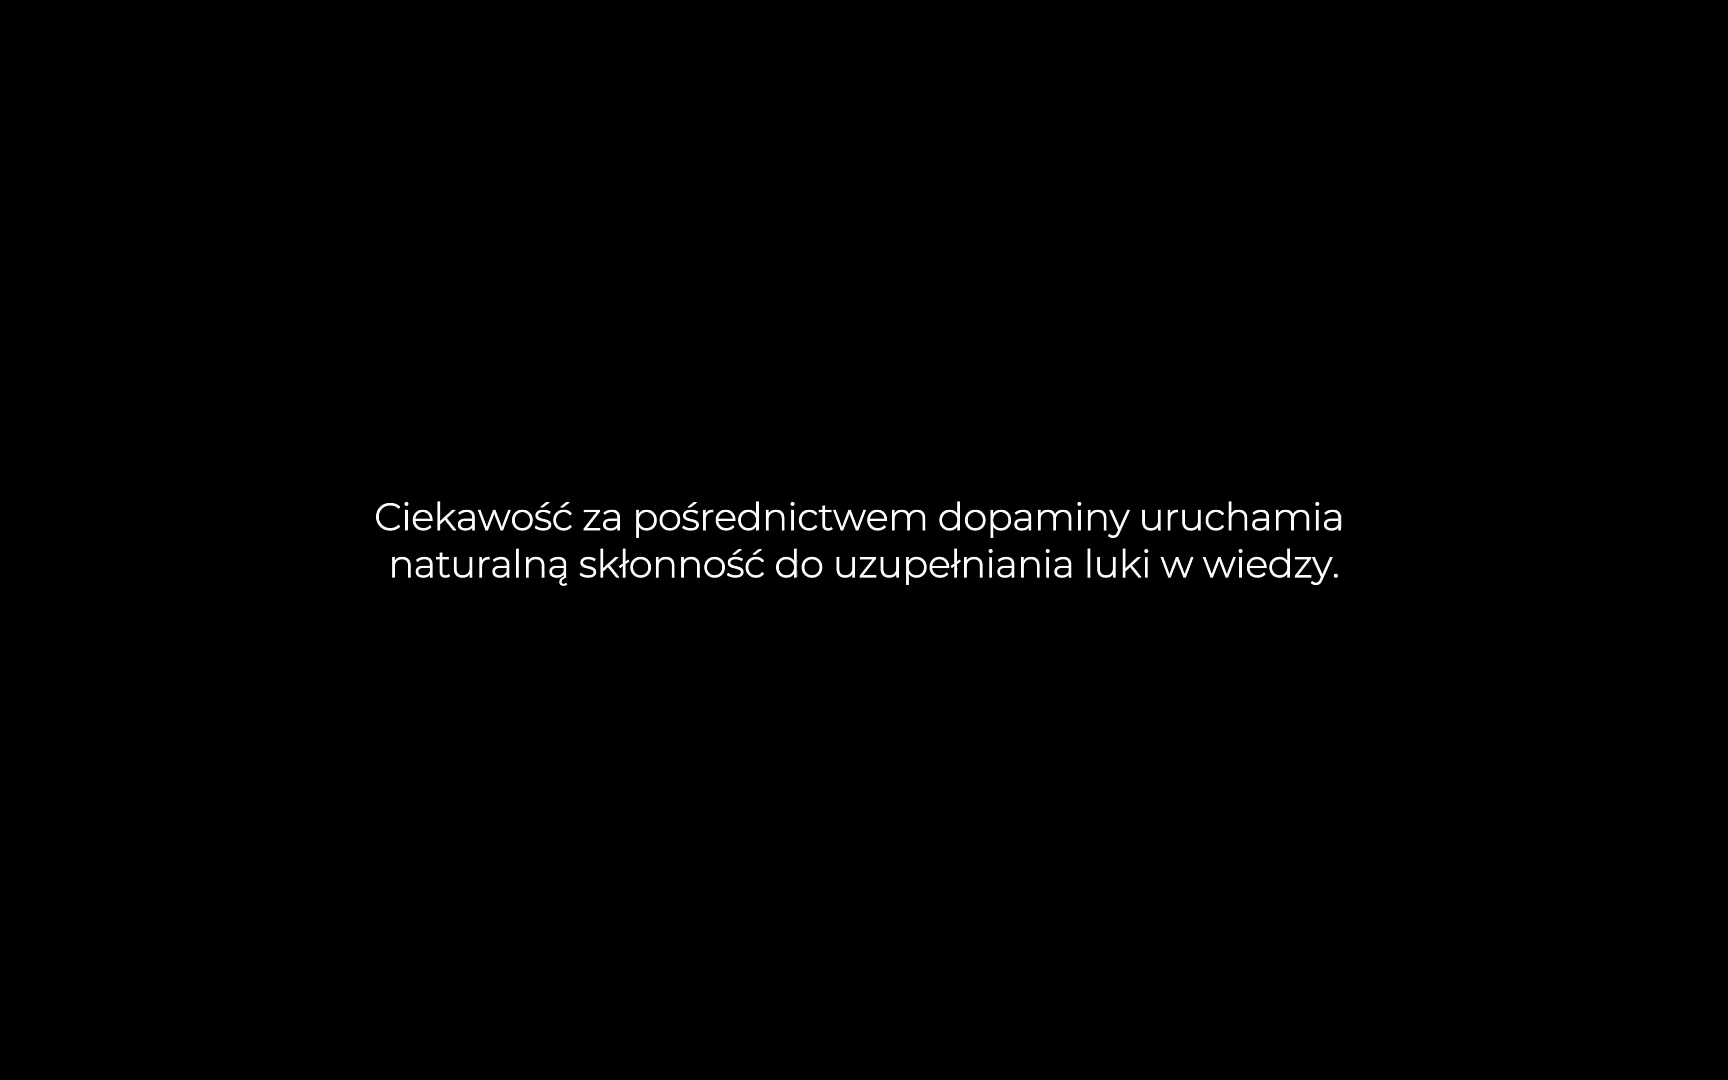 Ciekawość za pośrednictwem dopaminy uruchamia
naturalną skłonność do uzupełniania luki w wiedzy.